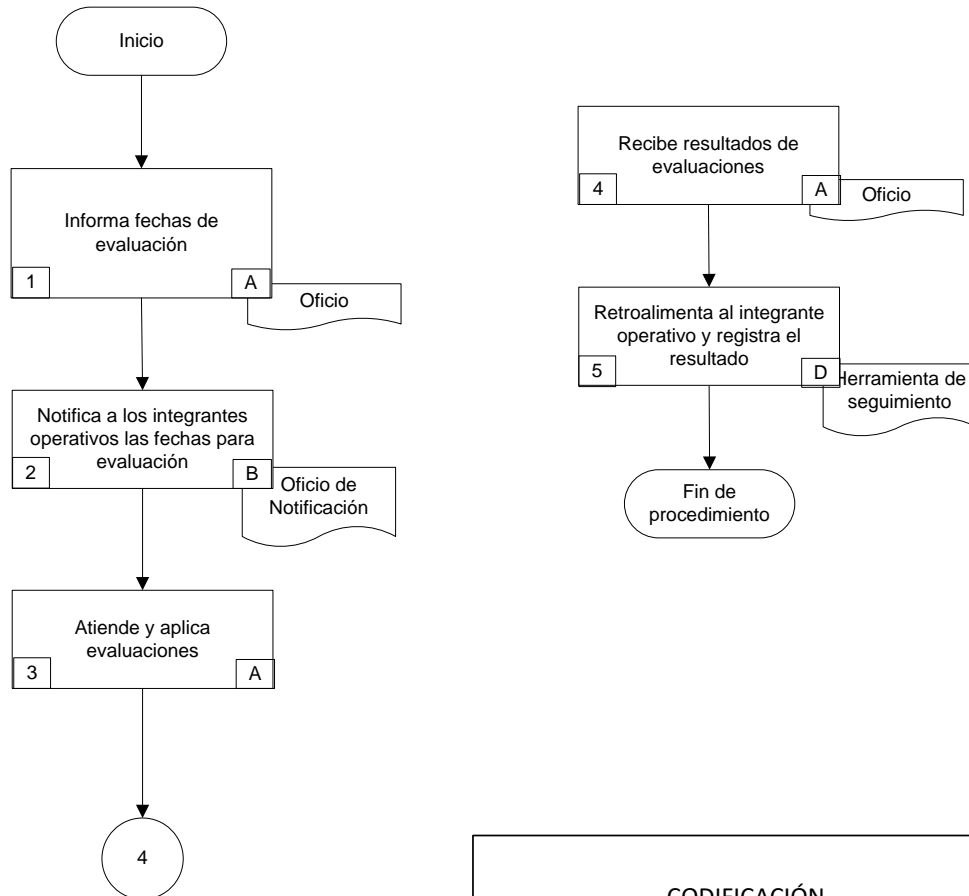 Inicio
Informa fechas de
evaluación
1
A
Oficio
Notifica a los integrantes
operativos las fechas para
evaluación
2
B
Oficio de
Notificación
Atiende y aplica
evaluaciones
3
A
4
Recibe resultados de
evaluaciones
4
A
Oficio
Retroalimenta al integrante
operativo y registra el
resultado
5
D
Herramienta de
seguimiento
Fin de
procedimiento
CODIFICACIÓN